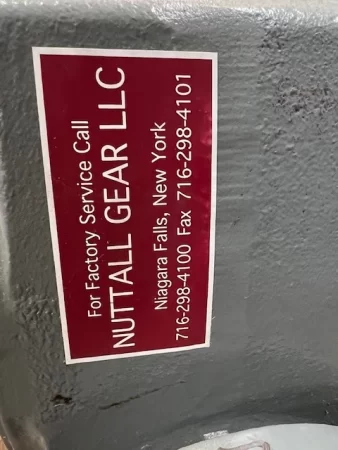 For Factory Service Call
NUTTALL GEAR LLC
Niagara Falls, New York
716-298-4100 Fax 716-298-4101